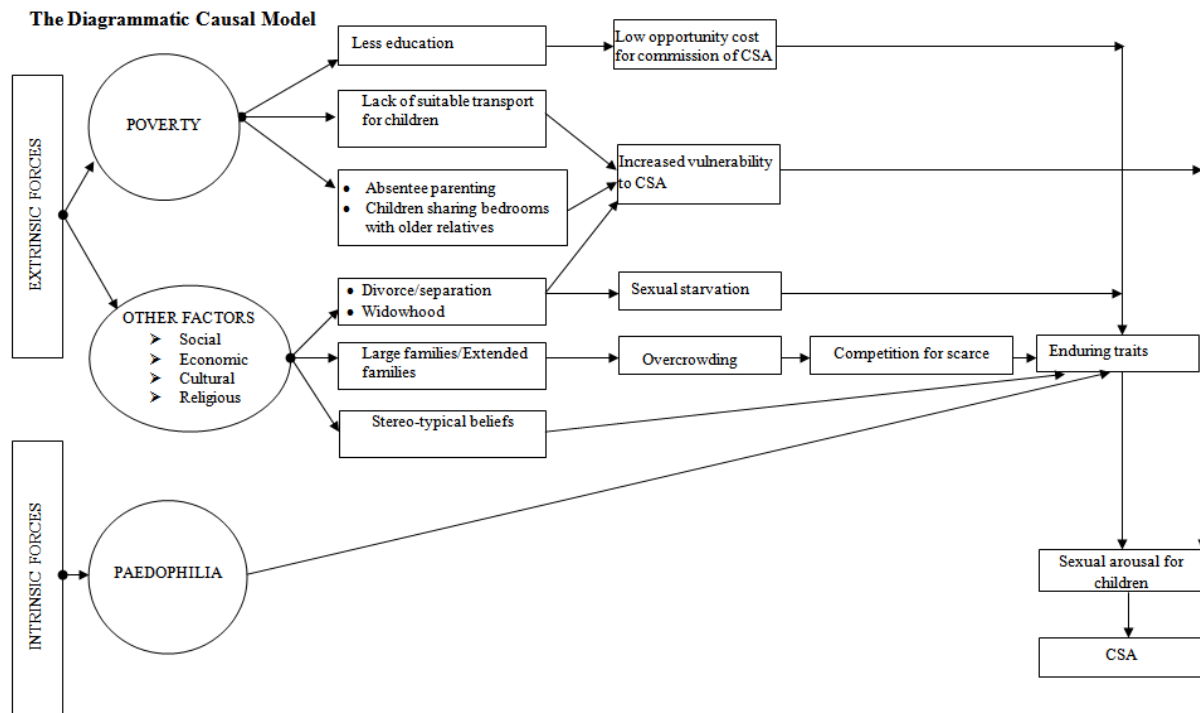 The Diagrammatic Causal Model
EXTRINSIC FORCES
POVERTY
Less education
Low opportunity cost
for commission of CSA
Lack of suitable transport
for children
Increased vulnerability
to CSA
• Absentee parenting
• Children sharing bedrooms
with older relatives
OTHER FACTORS
➢ Social
➢ Economic
➢ Cultural
➢ Religious
• Divorce/separation
• Widowhood
Sexual starvation
Large families/Extended
families
Overcrowding
Competition for scarce
Enduring traits
Stereo-typical beliefs
INTRINSIC FORCES
PAEDOPHILIA
Sexual arousal for
children
CSA